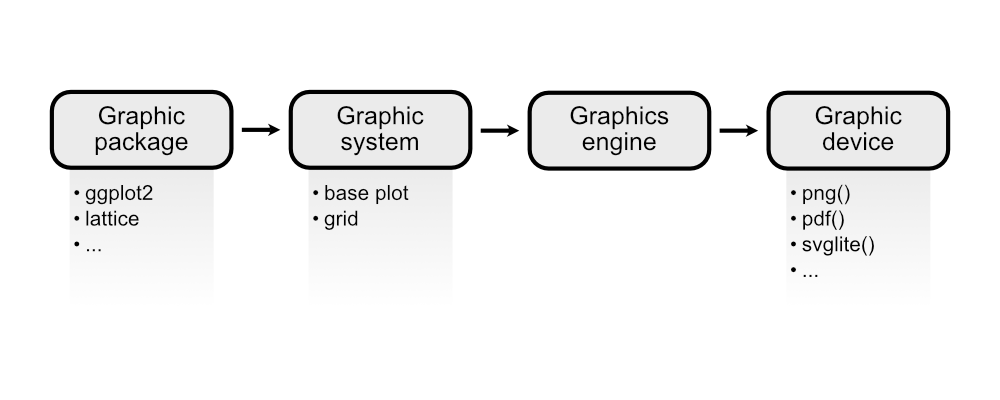 Graphic
package
• ggplot2
• lattice
• ...
Graphic
system
• base plot
• grid
Graphics
engine
Graphic
device
• png()
• pdf()
• svglite()
• ...